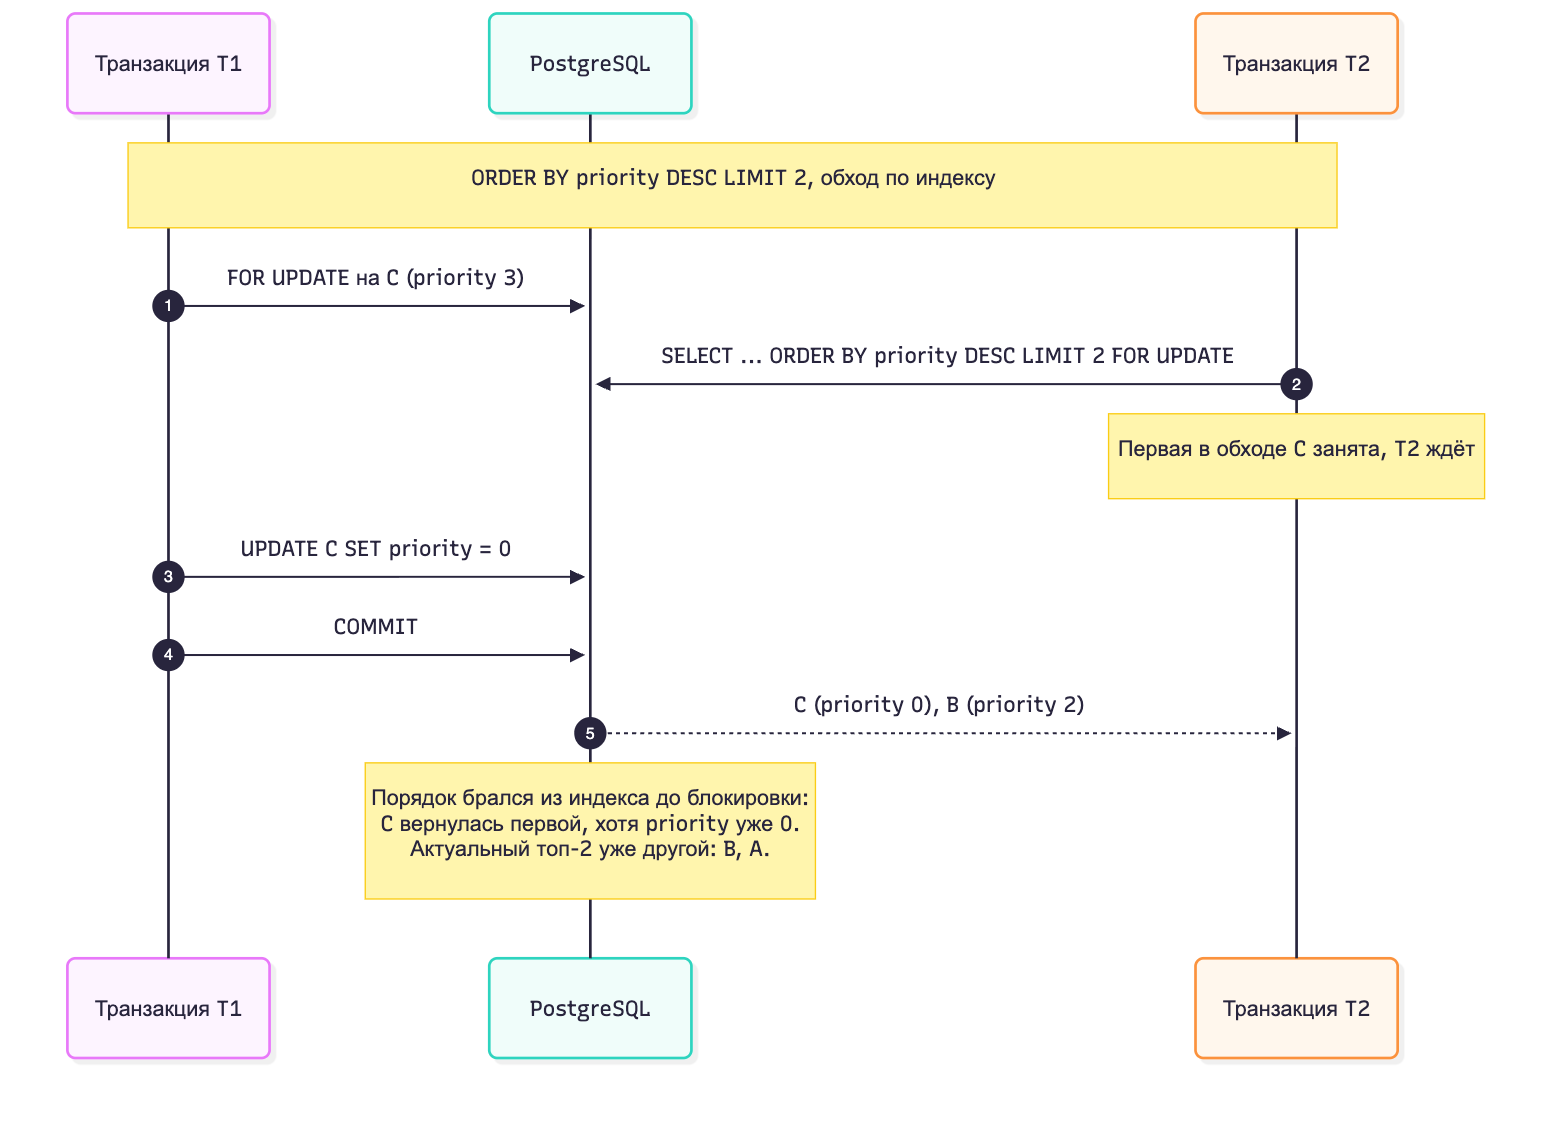 Транзакция T1
PostgreSQL
Транзакция T2
ORDER BY priority DESC LIMIT 2, обход по индексу
FOR UPDATE на C (priority 3)
1
SELECT ... ORDER BY priority DESC LIMIT 2 FOR UPDATE
2
Первая в обходе C занята, T2 ждёт
UPDATE C SET priority = 0
3
COMMIT
4
C (priority 0), B (priority 2)
5
Порядок брался из индекса до блокировки:
C вернулась первой, хотя priority уже 0.
Актуальный топ-2 уже другой: B, A.
Транзакция T1
PostgreSQL
Транзакция T2